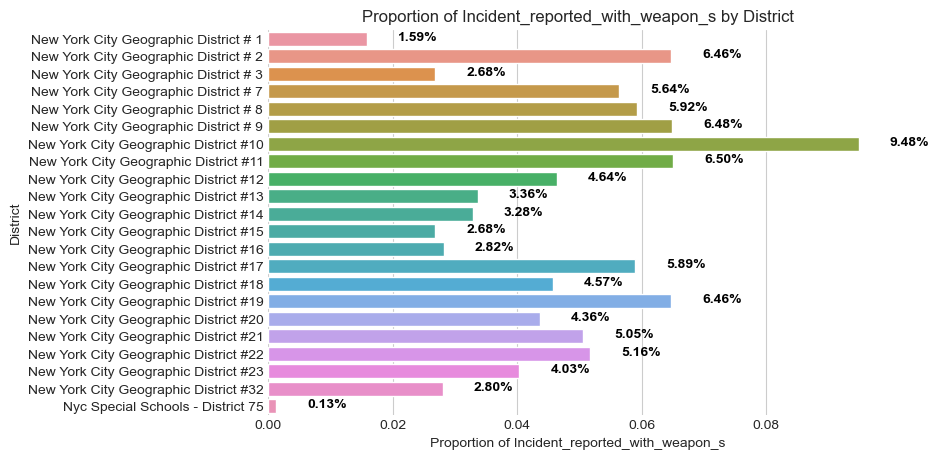 Proportion of Incident_reported_with_weapon_s by District
New York City Geographic District # 1 1.59%
New York City Geographic District # 2 6.46%
New York City Geographic District # 3 2.68%
New York City Geographic District # 7 5.64%
New York City Geographic District # 8 5.92%
New York City Geographic District # 9 6.48%
New York City Geographic District #10 9.48%
New York City Geographic District #11 6.50%
New York City Geographic District #12 4.64%
New York City Geographic District #13 3.36%
New York City Geographic District #14 3.28%
New York City Geographic District #15 2.68%
New York City Geographic District #16 2.82%
New York City Geographic District #17 5.89%
New York City Geographic District #18 4.57%
New York City Geographic District #19 6.46%
New York City Geographic District #20 4.36%
New York City Geographic District #21 5.05%
New York City Geographic District #22 5.16%
New York City Geographic District #23 4.03%
New York City Geographic District #32 2.80%
Nyc Special Schools - District 75 0.13%
District
0.00 0.02 0.04 0.06 0.08
Proportion of Incident_reported_with_weapon_s